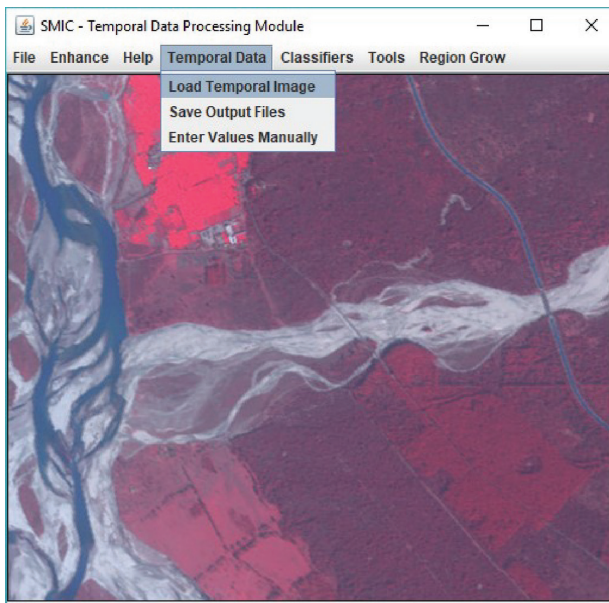 SMIC - Temporal Data Processing Module
File Enhance Help Temporal Data Classifiers Tools Region Grow
Load Temporal Image
Save Output Files
Enter Values Manually